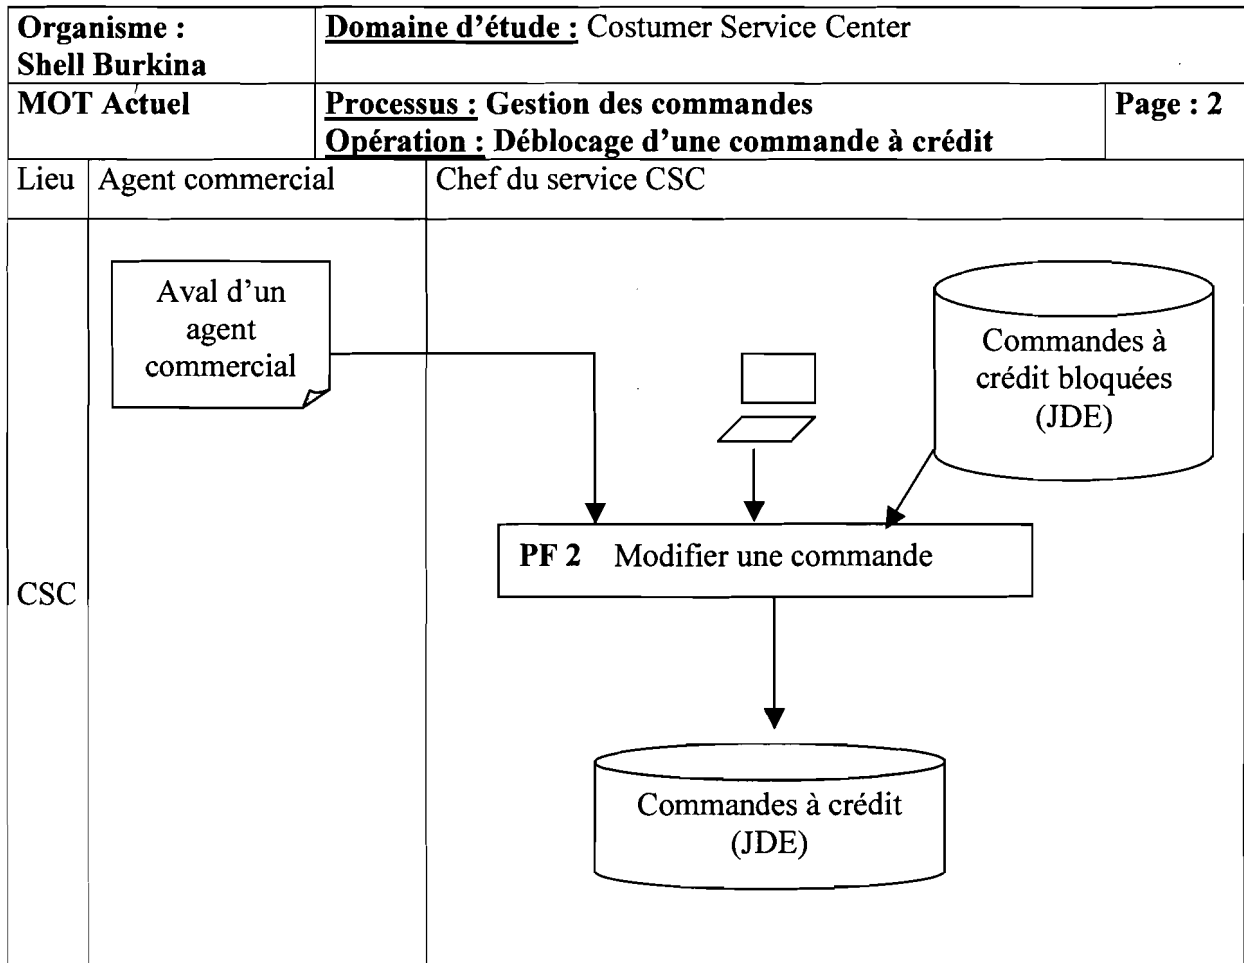 Organisme :
Shell Burkina
Domaine d'étude : Costumer Service Center
MOT Actuel
Processus : Gestion des commandes
Opération : Déblocage d'une commande à crédit
Page : 2
Lieu
Agent commercial
Chef du service CSC
Aval d'un
agent
commercial
Commandes à
crédit bloquées
(JDE)
PF 2 Modifier une commande
CSC
Commandes à crédit
(JDE)